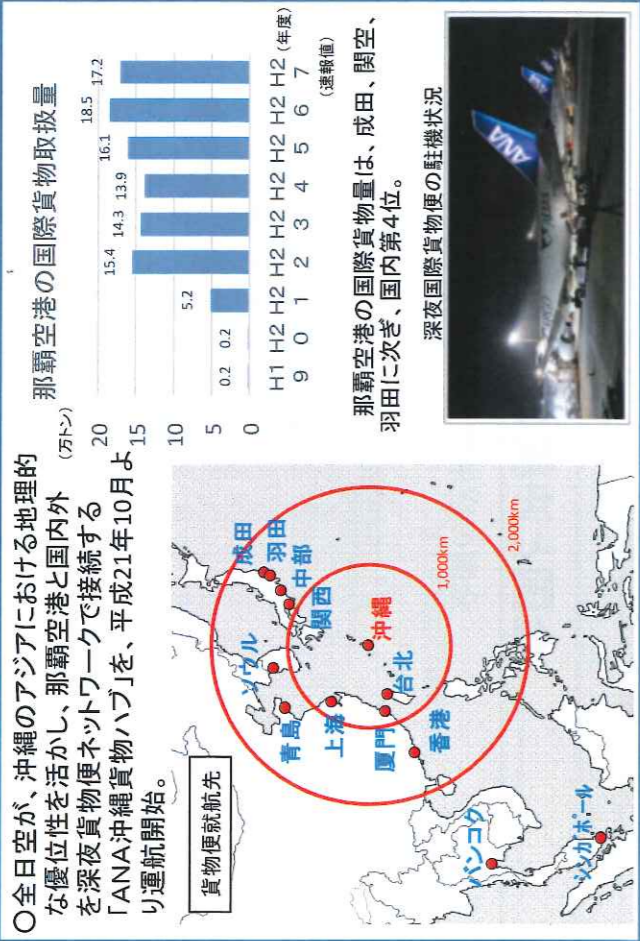 〇全日空が、沖縄のアジアにおける地理的
な優位性を活かし、那覇空港と国内外
を深夜貨物便ネットワークで接続する
「ANA沖縄貨物ハブ」を、平成21年10月よ
り運航開始。
貨物便就航先
成田
羽田
中部
関西
ソウル
青島
上海
厦門
台北
香港
沖縄
バンコク
シンガポール
1,000km
2,000km
那覇空港の国際貨物取扱量
(万トン)
20
15
10
5
0
0.2
0.2
5.2
15.4
14.3
13.9
16.1
18.5
17.2
H1 H2 H2 H2 H2 H2 H2 H2 H2 (年度)
9 0 1 2 3 4 5 6 7
(速報値)
那覇空港の国際貨物量は、成田、関空、
羽田に次ぎ、国内第4位。
深夜国際貨物便の駐機状況
ANA